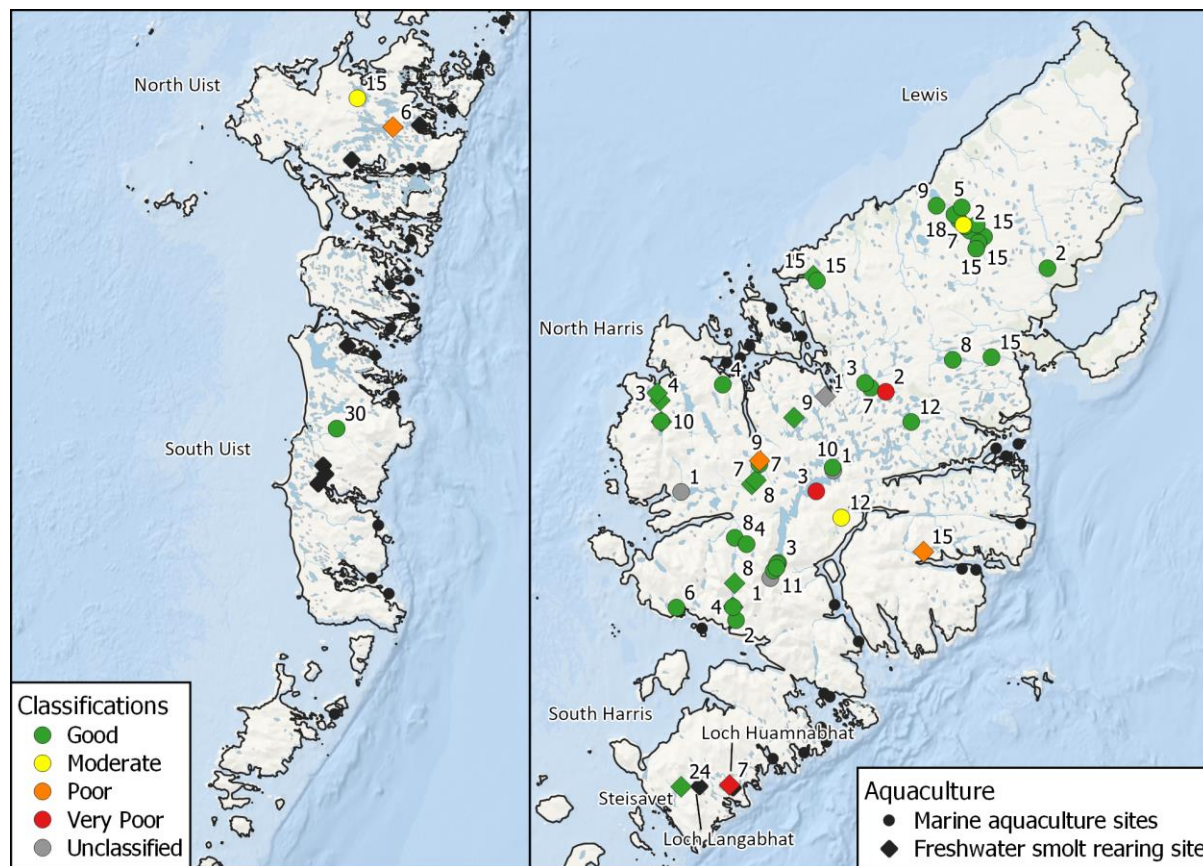 North Uist
15
6
30
South Uist
Classifications
Good
Moderate
Poor
Very Poor
Unclassified
Lewis
9
5
2
18
15
7
15
15
2
15
15
North Harris
8
15
4
3
1
2
4
3
9
7
12
10
9
10
1
7
7
1
3
8
12
8
4
15
3
8
1
11
6
4
2
South Harris
Loch Huamnabhat
24
7
Steisavet
Loch Langabhat
Aquaculture
Marine aquaculture sites
Freshwater smolt rearing site